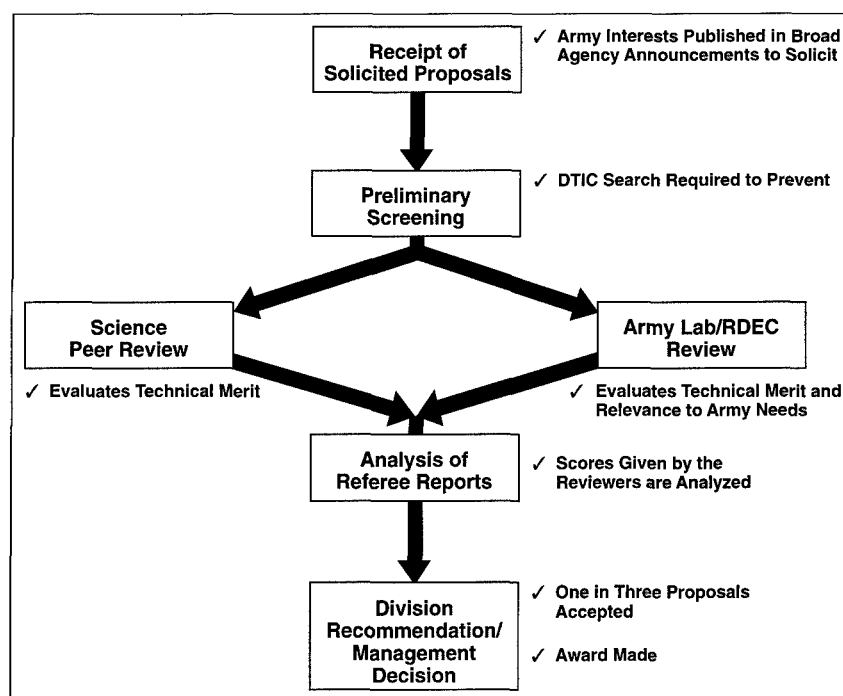 Receipt of
Solicited Proposals
✓ Army Interests Published in Broad
Agency Announcements to Solicit
Preliminary
Screening
✓ DTIC Search Required to Prevent
Science
Peer Review
✓ Evaluates Technical Merit
Army Lab/RDEC
Review
✓ Evaluates Technical Merit and
Relevance to Army Needs
Analysis of
Referee Reports
✓ Scores Given by the
Reviewers are Analyzed
Division
Recommendation/
Management
Decision
✓ One in Three Proposals
Accepted
✓ Award Made